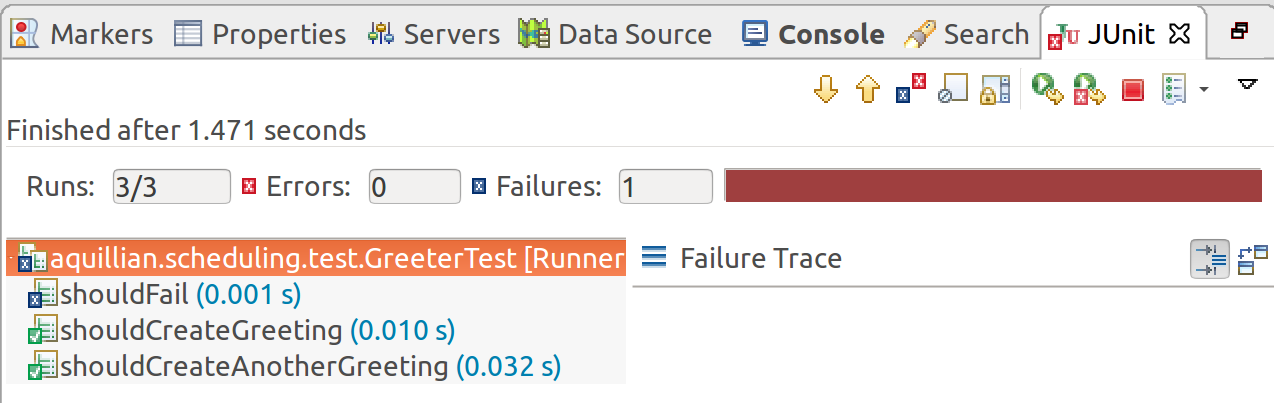 Markers Properties Servers Data Source Console Search JUnit
Finished after 1.471 seconds
Runs: 3/3 Errors: 0 Failures: 1
aquillian.scheduling.test.GreeterTest [Runner
Failure Trace
shouldFail (0.001 s)
shouldCreateGreeting (0.010 s)
shouldCreateAnotherGreeting (0.032 s)